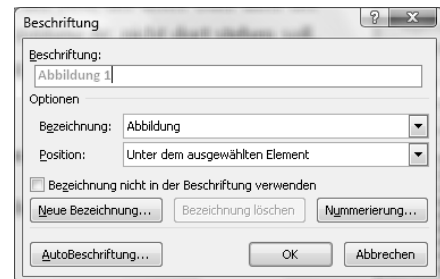 Beschriftung
Beschriftung:
Abbildung 1
Optionen
Bezeichnung: Abbildung
Position: Unter dem ausgewählten Element
Bezeichnung nicht in der Beschriftung verwenden
Neue Bezeichnung... Bezeichnung löschen Nummerierung...
AutoBeschriftung... OK Abbrechen